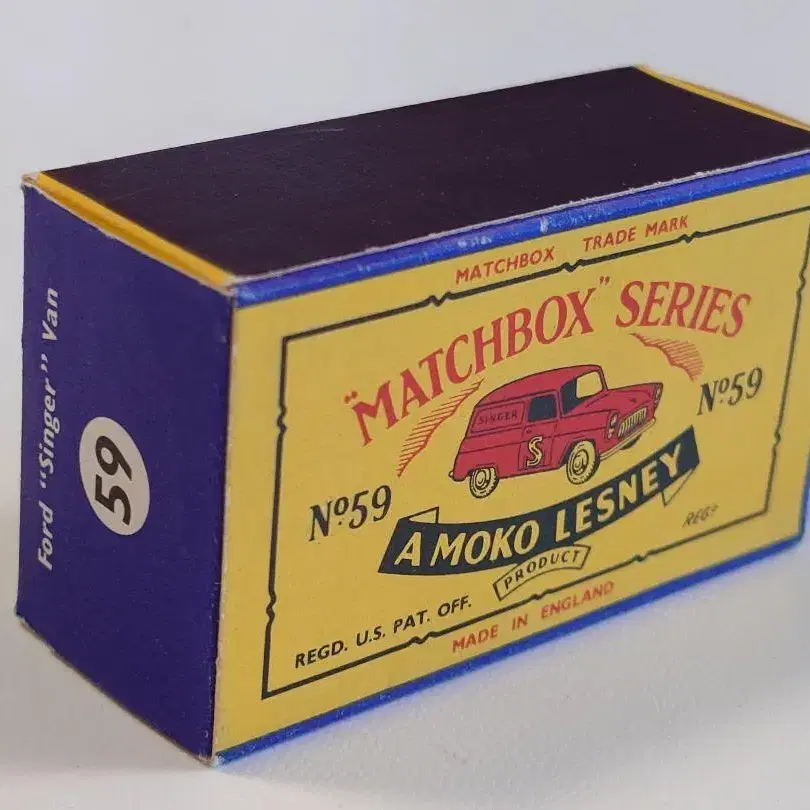 MATCHBOX TRADE MARK
"MATCHBOX" SERIES
SINGER
S
Nº59
Nº59
A MOKO LESNEY
PRODUCT
REGD
REGD. U.S. PAT. OFF.
MADE IN ENGLAND
Ford "Singer" Van
59